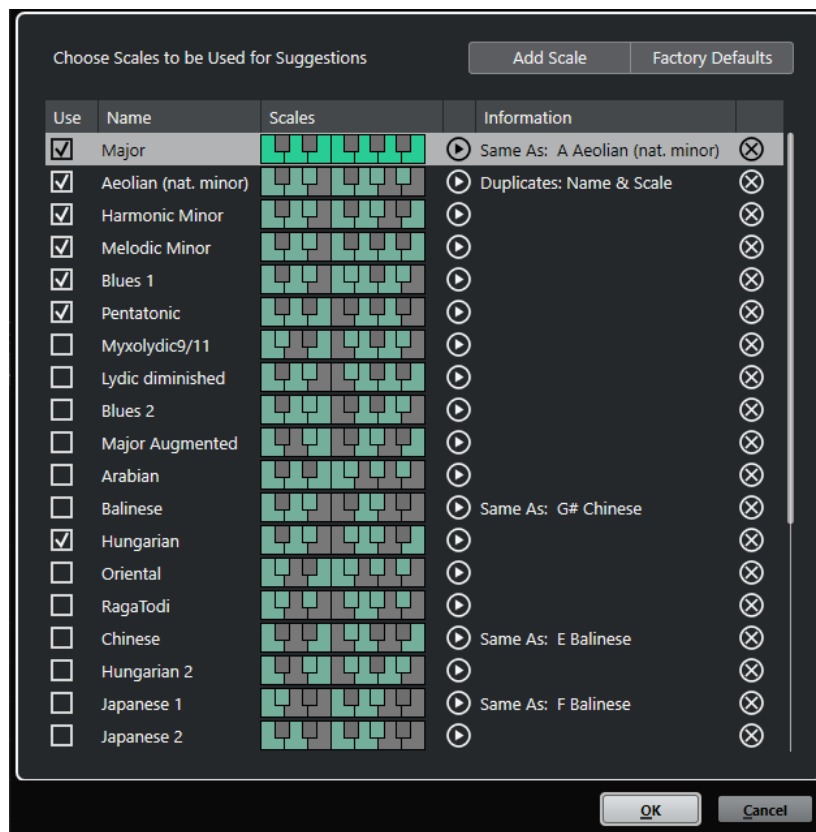 Choose Scales to be Used for Suggestions Add Scale Factory Defaults
Use Name Scales Information
Major Same As: A Aeolian (nat. minor)
Aeolian (nat. minor) Duplicates: Name & Scale
Harmonic Minor
Melodic Minor
Blues 1
Pentatonic
Myxolydic9/11
Lydic diminished
Blues 2
Major Augmented
Arabian
Balinese Same As: G# Chinese
Hungarian
Oriental
RagaTodi
Chinese Same As: E Balinese
Hungarian 2
Japanese 1 Same As: F Balinese
Japanese 2
OK Cancel